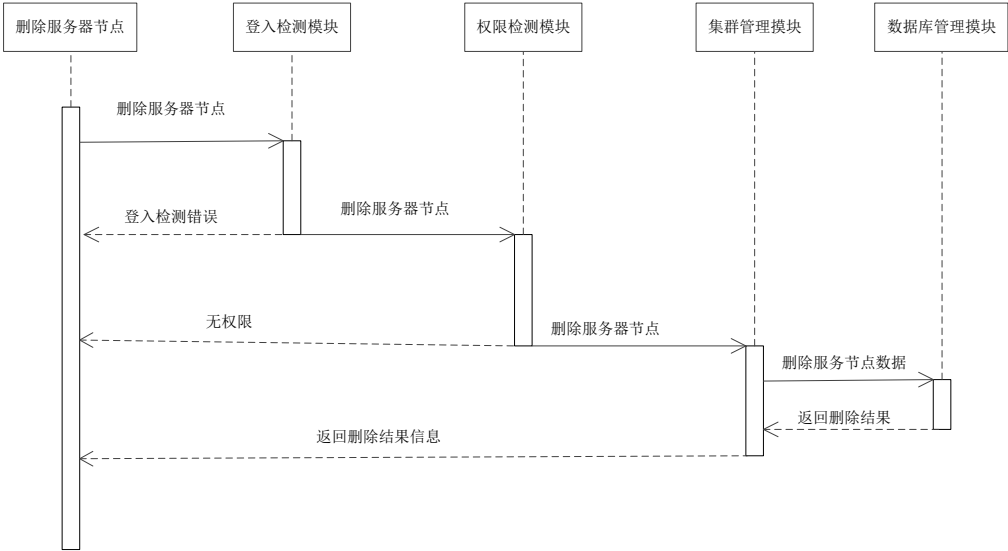 删除服务器节点
登入检测模块
权限检测模块
集群管理摸块
数据库管理摸块
删除服务器节点
登入检测错误
删除服务器节点
无权限
删除服务器节点
删除服务节点数据
返回删除结果
返回删除结果信息